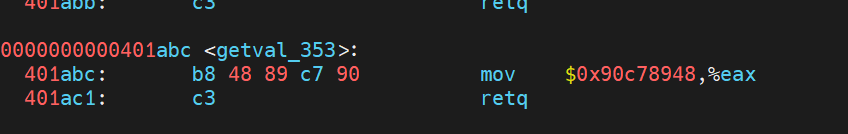 401abb: c3 retq
0000000000401abc <getval_353>:
401abc: b8 48 89 c7 90 mov $0x90c78948,%eax
401ac1: c3 retq